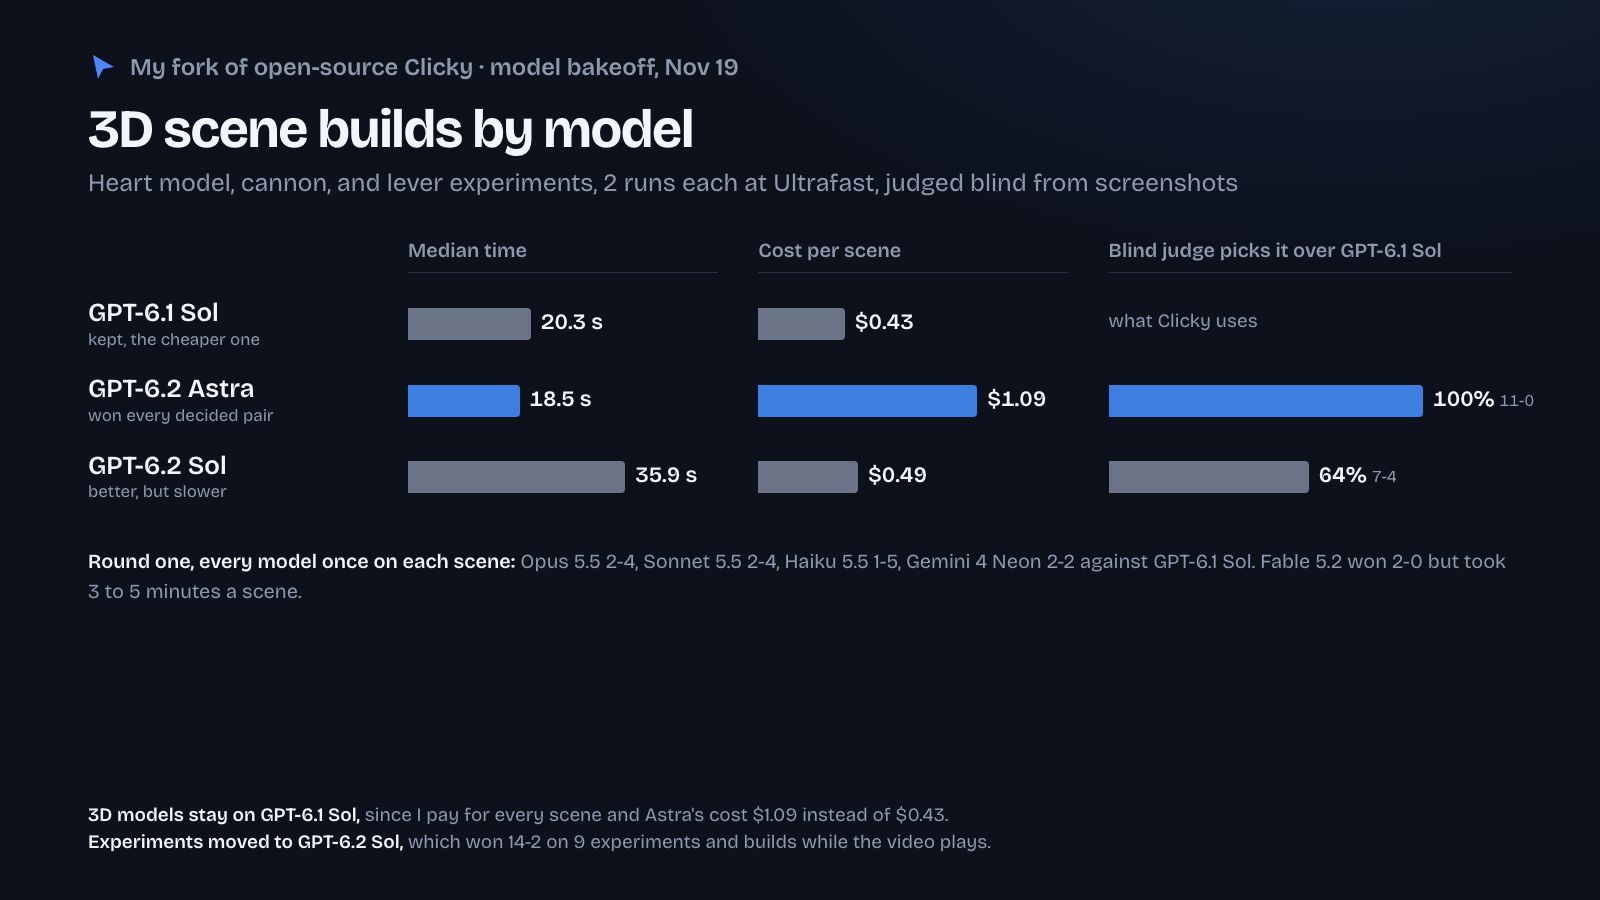 My fork of open-source Clicky · model bakeoff, Nov 19
3D scene builds by model
Heart model, cannon, and lever experiments, 2 runs each at Ultrafast, judged blind from screenshots
Median time
Cost per scene
Blind judge picks it over GPT-6.1 Sol
GPT-6.1 Sol
kept, the cheaper one
20.3 s
$0.43
what Clicky uses
GPT-6.2 Astra
won every decided pair
18.5 s
$1.09
100% 11-0
GPT-6.2 Sol
better, but slower
35.9 s
$0.49
64% 7-4
Round one, every model once on each scene: Opus 5.5 2-4, Sonnet 5.5 2-4, Haiku 5.5 1-5, Gemini 4 Neon 2-2 against GPT-6.1 Sol. Fable 5.2 won 2-0 but took
3 to 5 minutes a scene.
3D models stay on GPT-6.1 Sol, since I pay for every scene and Astra's cost $1.09 instead of $0.43.
Experiments moved to GPT-6.2 Sol, which won 14-2 on 9 experiments and builds while the video plays.